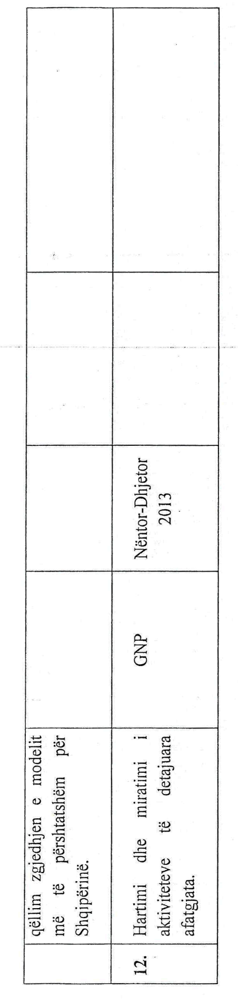 qëllim zgjedhjen e modelit
më të përshtatshëm për
Shqipërinë.
12.
Hartimi dhe miratimi i
aktiviteteve të detajuara
afatgjata.
GNP
Nëntor-Dhjetor
2013